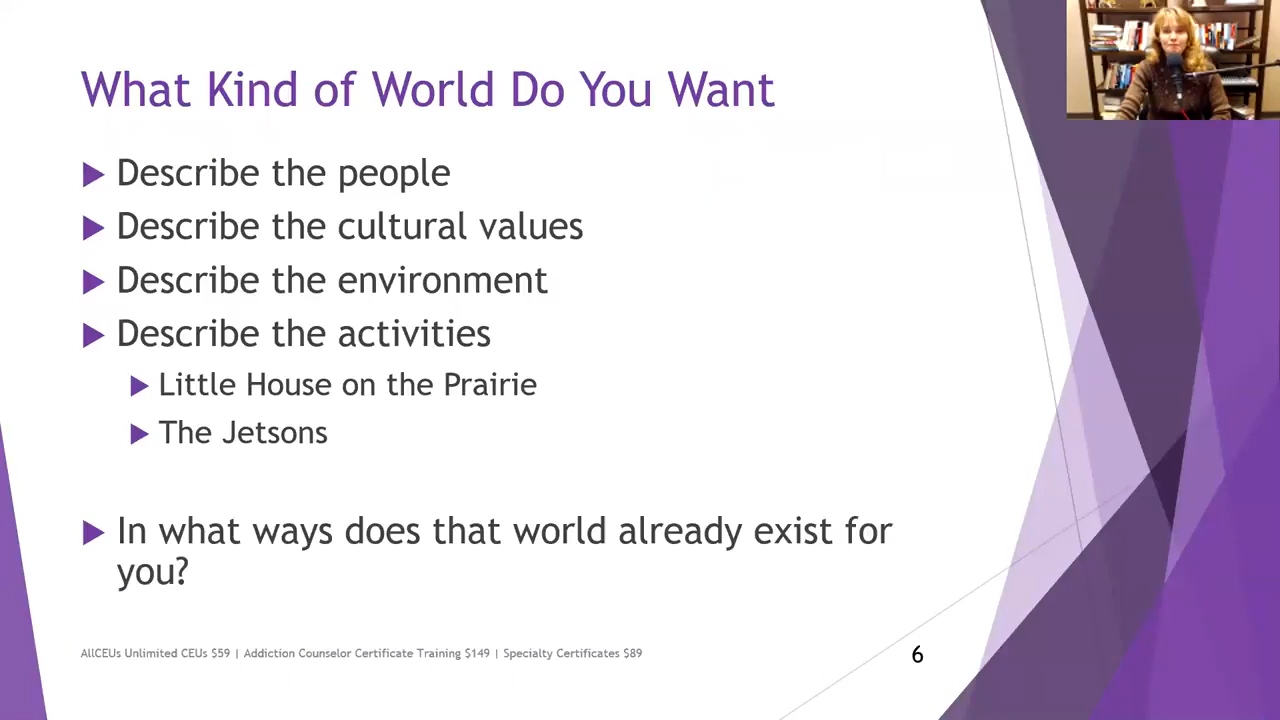 What Kind of World Do You Want
Describe the people
Describe the cultural values
Describe the environment
Describe the activities
Little House on the Prairie
The Jetsons
In what ways does that world already exist for
you?
AllCEUs Unlimited CEUs $59 | Addiction Counselor Certificate Training $149 | Specialty Certificates $89
6